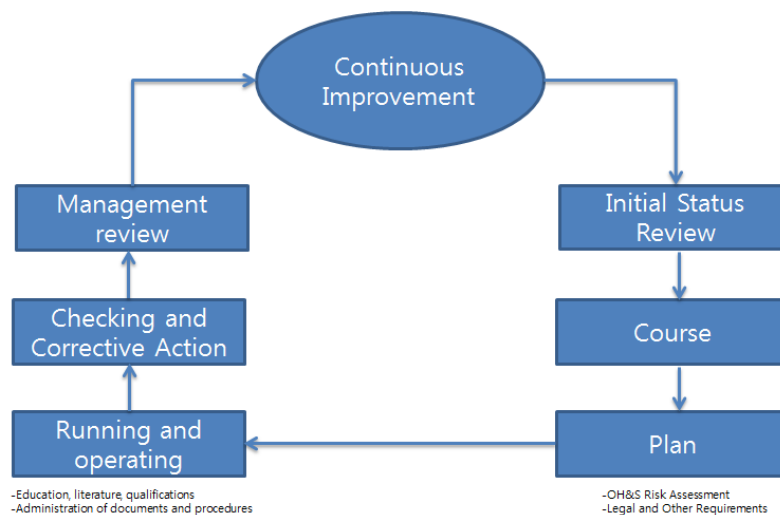 Continuous
Improvement
Management
review
Initial Status
Review
Checking and
Corrective Action
Course
Running and
operating
Plan
-Education, literature, qualifications
-Administration of documents and procedures
-OH&S Risk Assessment
-Legal and Other Requirements